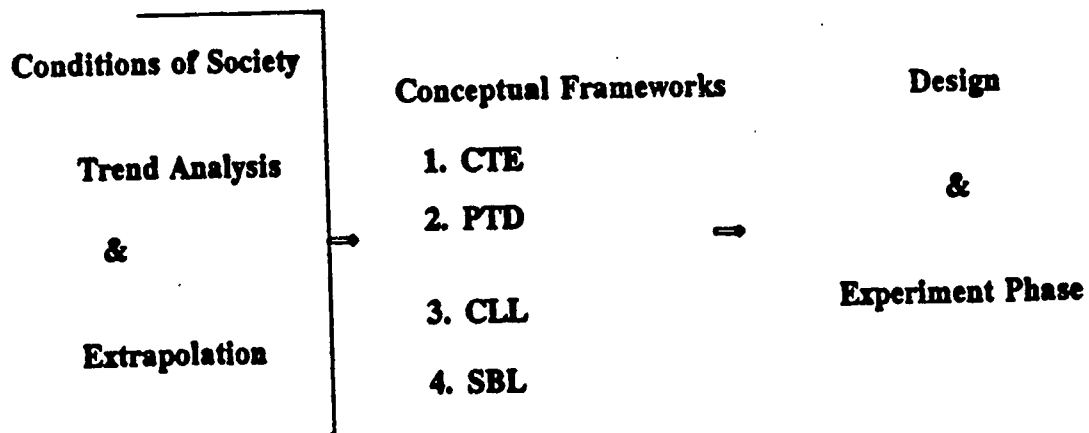 Conditions of Society
Trend Analysis
&
Extrapolation
⇒
Conceptual Frameworks
1. CTE
2. PTD
3. CLL
4. SBL
⇒
Design
&
Experiment Phase